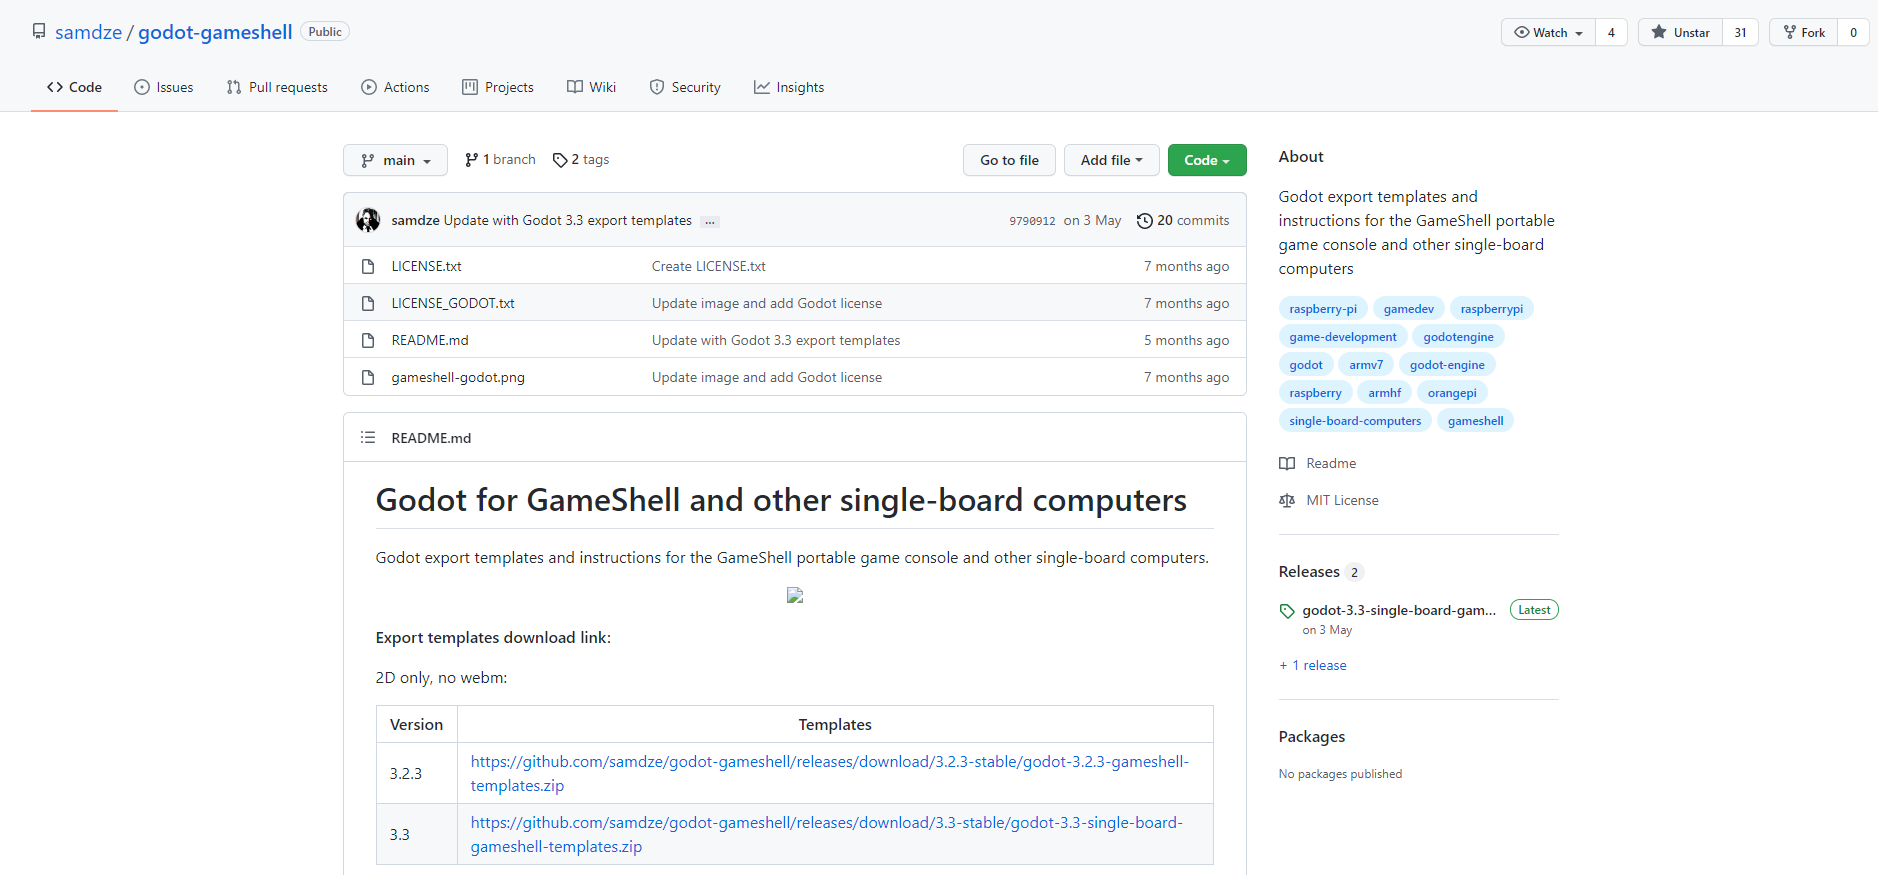 samdze / godot-gameshell Public
Watch 4 Unstar 31 Fork 0
Code Issues Pull requests Actions Projects Wiki Security Insights
main 1 branch 2 tags Go to file Add file Code
samdze Update with Godot 3.3 export templates ... 9790912 on 3 May 20 commits
LICENSE.txt Create LICENSE.txt 7 months ago
LICENSE_GODOT.txt Update image and add Godot license 7 months ago
README.md Update with Godot 3.3 export templates 5 months ago
gameshell-godot.png Update image and add Godot license 7 months ago
README.md
Godot for GameShell and other single-board computers
Godot export templates and instructions for the GameShell portable game console and other single-board computers.
Export templates download link:
2D only, no webm:
Version Templates
3.2.3 https://github.com/samdze/godot-gameshell/releases/download/3.2.3-stable/godot-3.2.3-gameshell-
templates.zip
3.3 https://github.com/samdze/godot-gameshell/releases/download/3.3-stable/godot-3.3-single-board-
gameshell-templates.zip
About
Godot export templates and
instructions for the GameShell portable
game console and other single-board
computers
raspberry-pi gamedev raspberrypi
game-development godotengine
godot armv7 godot-engine
raspberry armhf orangepi
single-board-computers gameshell
Readme
MIT License
Releases 2
godot-3.3-single-board-gam... Latest
on 3 May
+ 1 release
Packages
No packages published